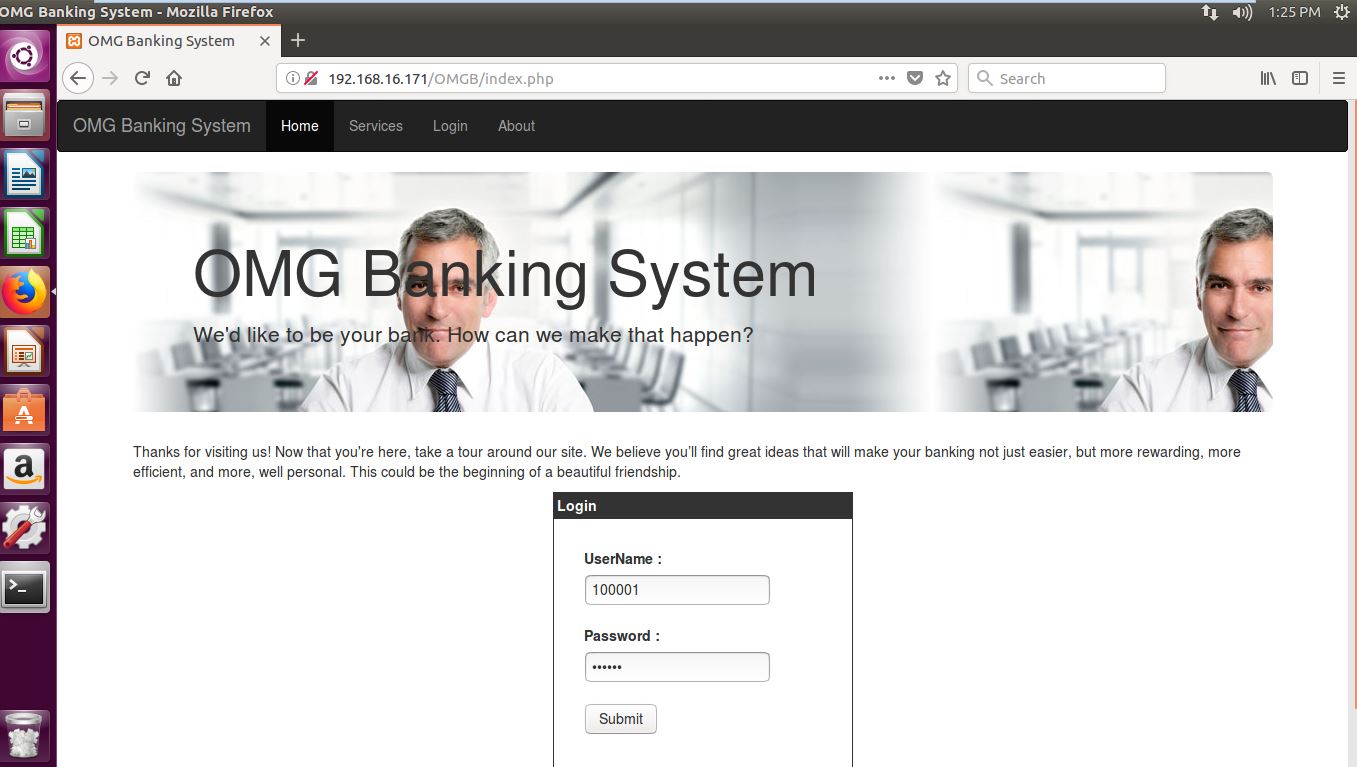 OMG Banking System - Mozilla Firefox
1:25 PM
OMG Banking System
192.168.16.171/OMGB/index.php
Search
OMG Banking System Home Services Login About
OMG Banking System
We'd like to be your bank. How can we make that happen?
Thanks for visiting us! Now that you're here, take a tour around our site. We believe you'll find great ideas that will make your banking not just easier, but more rewarding, more
efficient, and more, well personal. This could be the beginning of a beautiful friendship.
Login
UserName :
100001
Password :
••••••
Submit